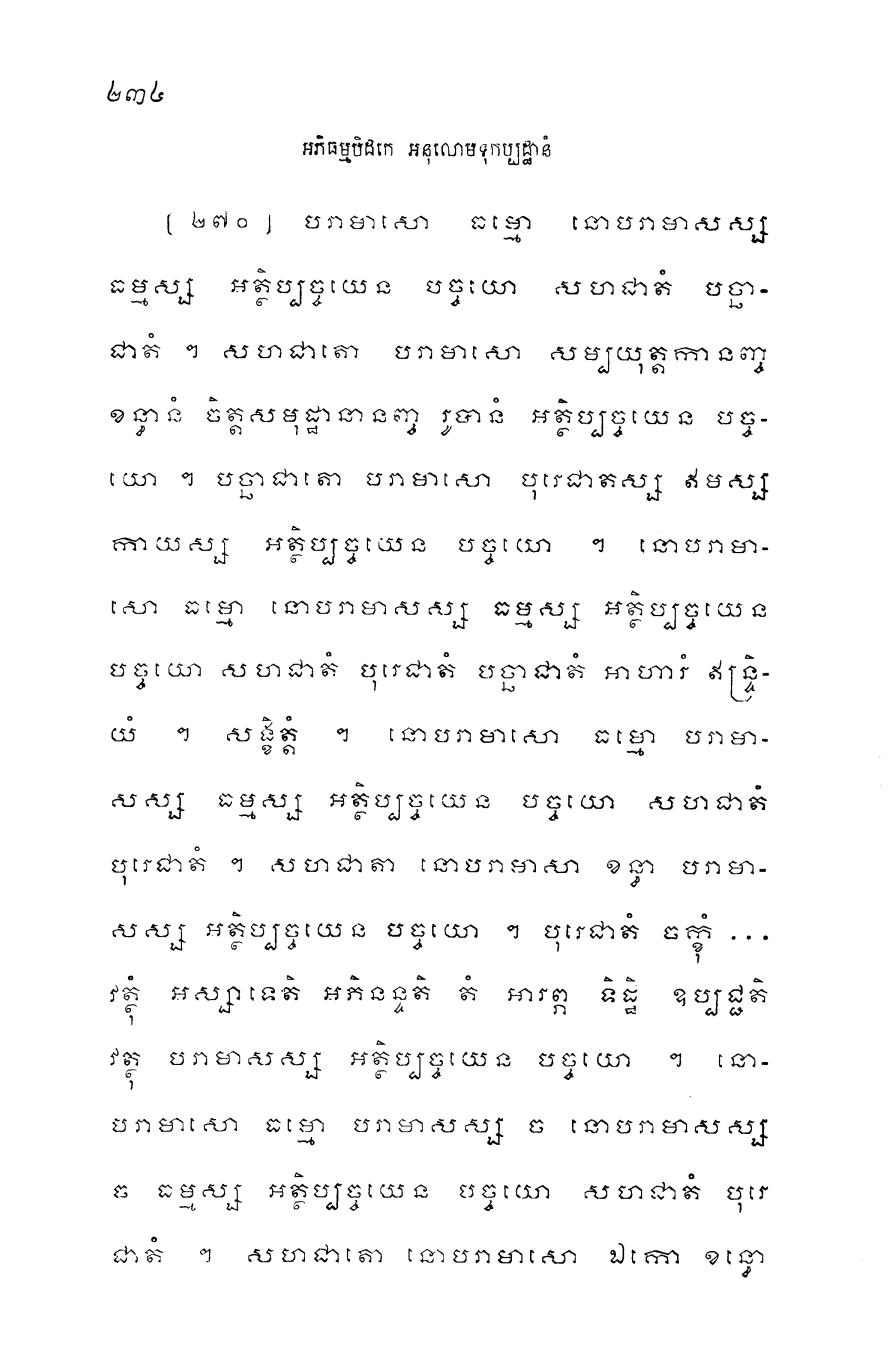 ២៣៤
អភិធម្មបិដកេ អនុលោមទុកប្បដ្ឋានំ
[ ២៧០ ] បរាមាសោ ធម្មោ នោបរាមាសស្ស
ធម្មស្ស អត្ថិប្បច្ចយេន បច្ចយោ សហជាតំ បច្ឆា-
ជាតំ ។ សហជាតោ បរាមាសោ សម្បយុត្តកានញ្ច
ខន្ធានំ ចិត្តសមុដ្ឋានានញ្ច រូបានំ អត្ថិប្បច្ចយេន បច្ច-
យោ ។ បច្ឆាជាតោ បរាមាសោ បុរេជាតស្ស ឥមស្ស
កាយស្ស អត្ថិប្បច្ចយេន បច្ចយោ ។ នោបរាមា-
សោ ធម្មោ នោបរាមាសស្ស ធម្មស្ស អត្ថិប្បច្ចយេន
បច្ចយោ សហជាតំ បុរេជាតំ បច្ឆាជាតំ អាហារំ ឥន្ទ្រិ-
យំ ។ សង្ខិត្តំ ។ នោបរាមាសោ ធម្មោ បរាមា-
សស្ស ធម្មស្ស អត្ថិប្បច្ចយេន បច្ចយោ សហជាតំ
បុរេជាតំ ។ សហជាតា នោបរាមាសា ខន្ធា បរាមា-
សស្ស អត្ថិប្បច្ចយេន បច្ចយោ ។ បុរេជាតំ ចក្ខុំ ...
វត្ថុំ អស្សាទេតិ អភិនន្ទតិ តំ អារព្ភ ទិដ្ឋិ ឧប្បជ្ជតិ
វត្ថុ បរាមាសស្ស អត្ថិប្បច្ចយេន បច្ចយោ ។ នោ-
បរាមាសោ ធម្មោ បរាមាសស្ស ច នោបរាមាសស្ស
ច ធម្មស្ស អត្ថិប្បច្ចយេន បច្ចយោ សហជាតំ បុរេ
ជាតំ ។ សហជាតោ នោបរាមាសោ ឯកោ ខន្ធោ